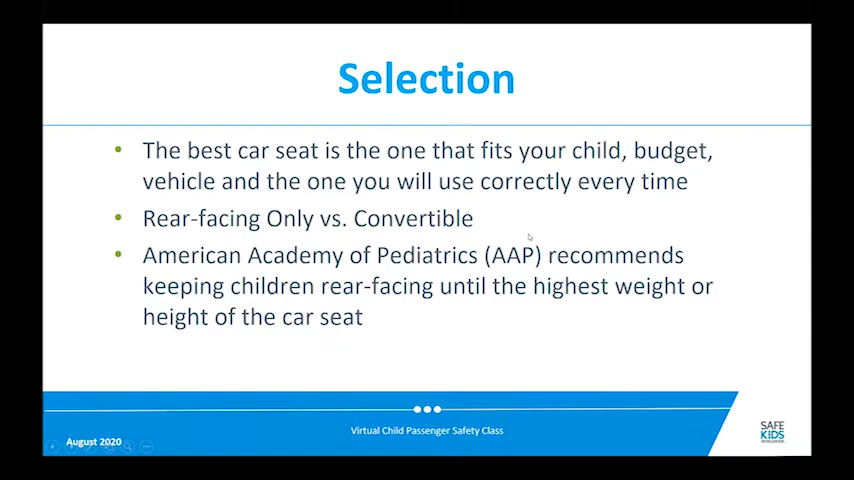 Selection
• The best car seat is the one that fits your child, budget,
vehicle and the one you will use correctly every time
• Rear-facing Only vs. Convertible
• American Academy of Pediatrics (AAP) recommends
keeping children rear-facing until the highest weight or
height of the car seat
August 2020
Virtual Child Passenger Safety Class
SAFE
KIDS
WORLDWIDE